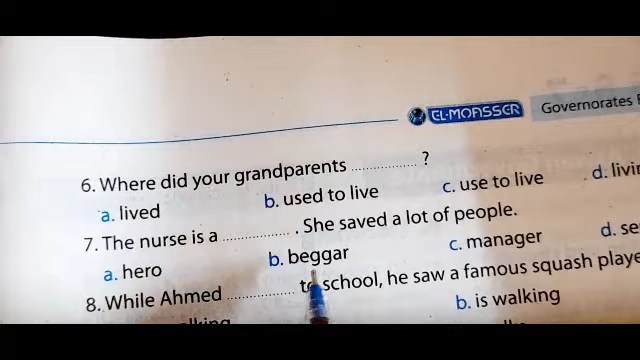 EL-MOASSER Governorates
6. Where did your grandparents .................. ?
a. lived b. used to live c. use to live d.
7. The nurse is a .................. . She saved a lot of people.
a. hero b. beggar c. manager d.
8. While Ahmed .................. to school, he saw a famous squash
b. is walking